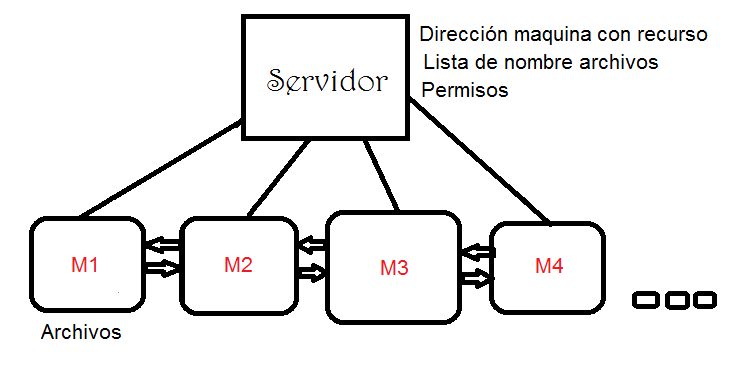 Dirección maquina con recurso
Lista de nombre archivos
Permisos
Servidor
M1
M2
M3
M4
Archivos